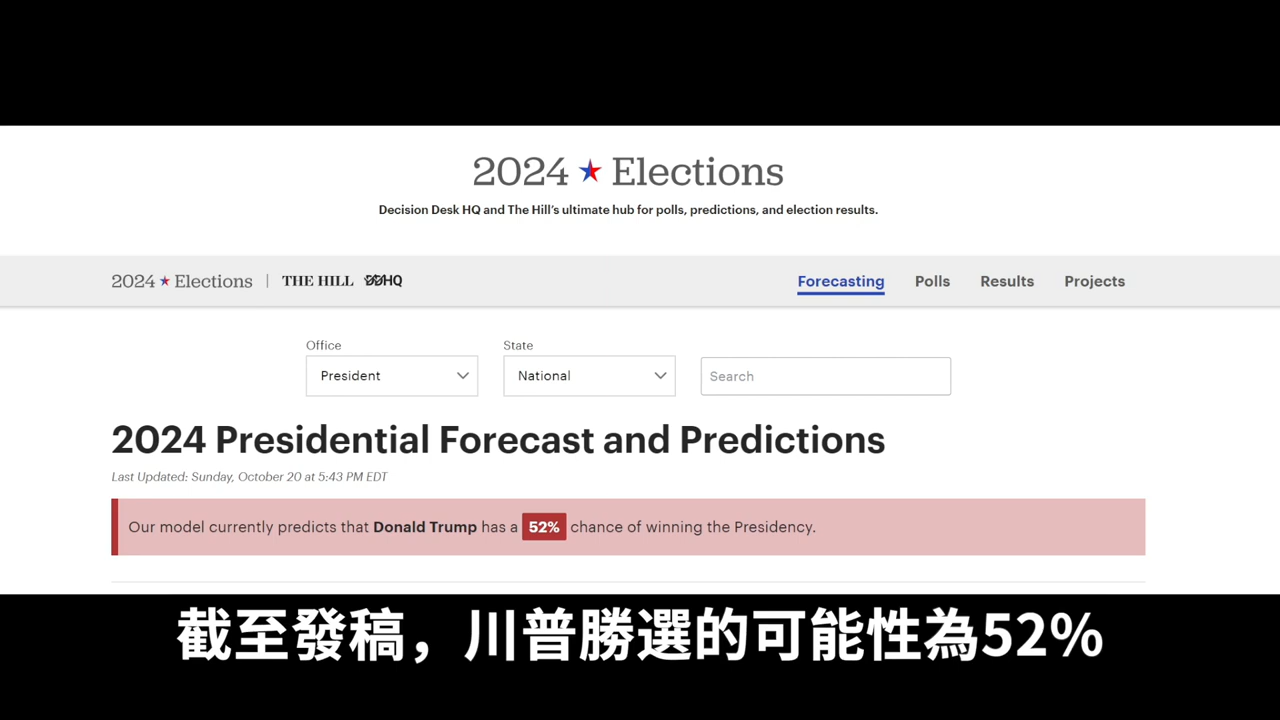 2024 Elections
Decision Desk HQ and The Hill's ultimate hub for polls, predictions, and election results.
2024 Elections | THE HILL DDHQ Forecasting Polls Results Projects
Office State
President National Search
2024 Presidential Forecast and Predictions
Last Updated: Sunday, October 20 at 5:43 PM EDT
Our model currently predicts that Donald Trump has a 52% chance of winning the Presidency.
截至發稿，川普勝選的可能性為52%